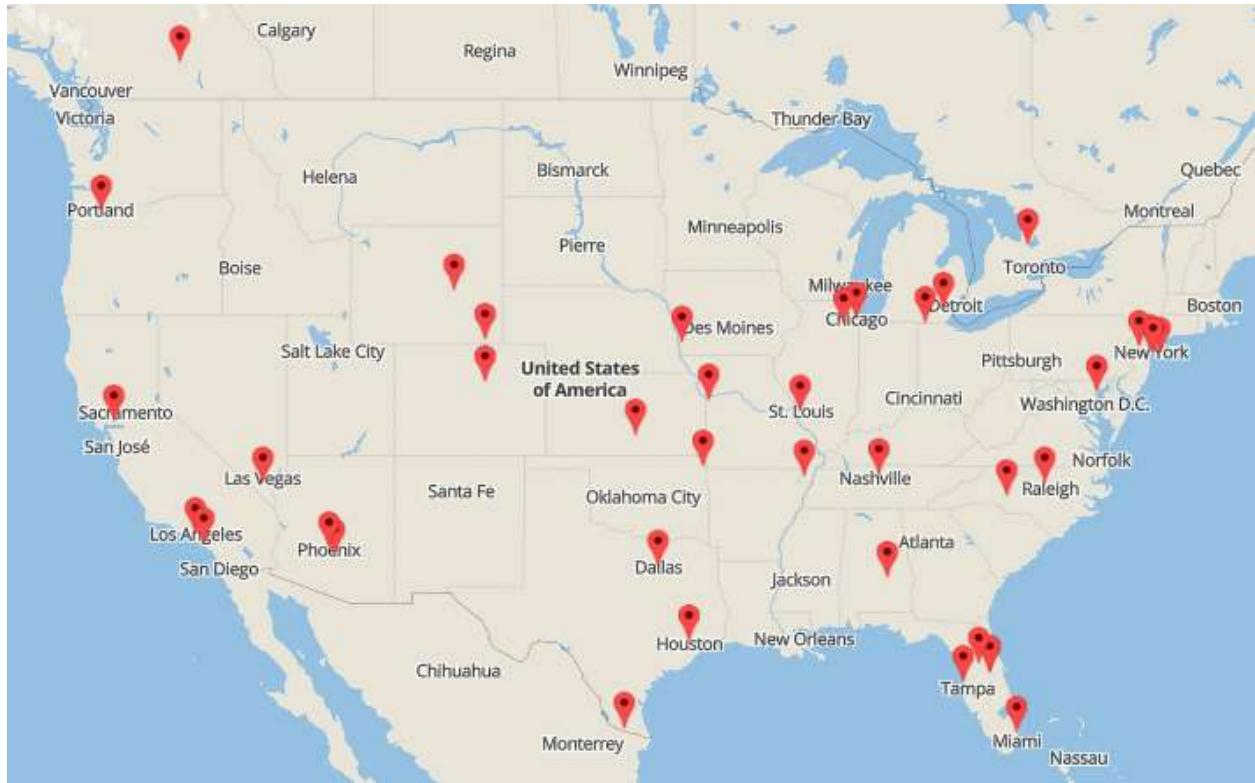 Calgary
Regina
Winnipeg
Vancouver
Victoria
Thunder Bay
Quebec
Helena
Bismarck
Montreal
Portland
Minneapolis
Pierre
Boise
Toronto
Milwaukee
Detroit
Boston
Chicago
Des Moines
Salt Lake City
New York
Pittsburgh
United States
of America
Cincinnati
Washington D.C.
Sacramento
St. Louis
San José
Norfolk
Las Vegas
Nashville
Raleigh
Santa Fe
Oklahoma City
Los Angeles
Phoenix
Atlanta
San Diego
Dallas
Jackson
New Orleans
Houston
Chihuahua
Tampa
Monterrey
Miami
Nassau